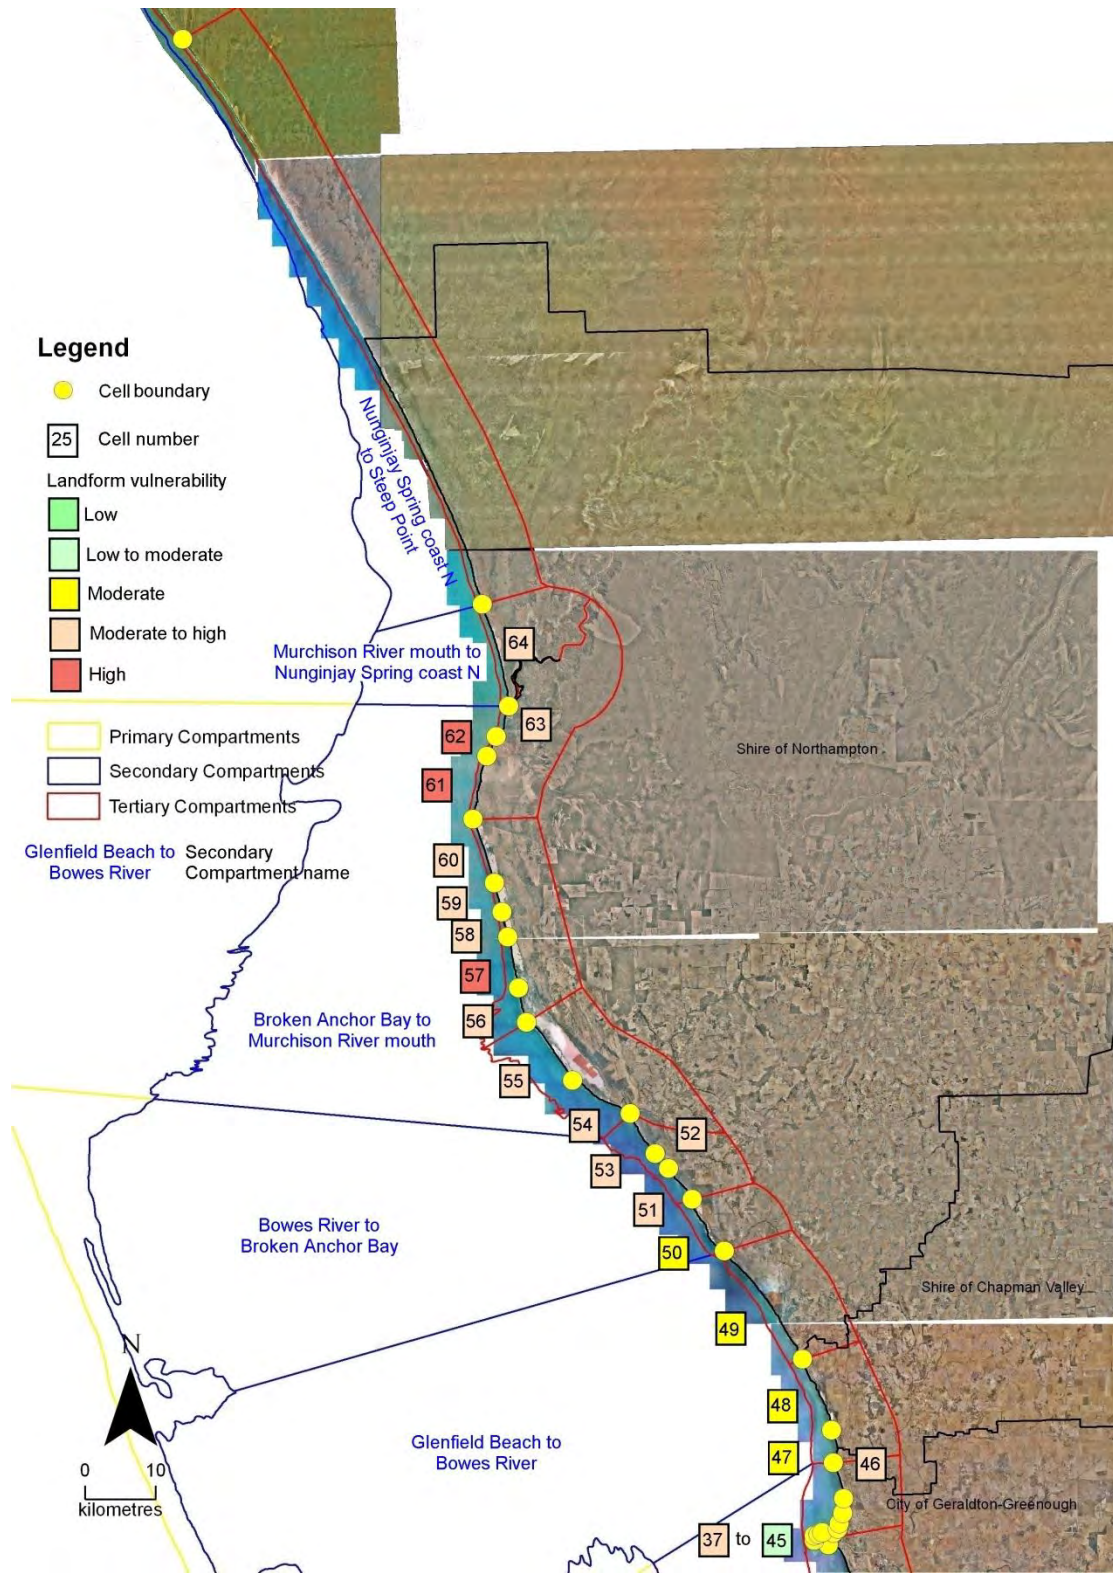 Legend
Cell boundary
25 Cell number
Landform vulnerability
Low
Low to moderate
Moderate
Moderate to high
High
Primary Compartments
Secondary Compartments
Tertiary Compartments
Glenfield Beach to
Bowes River
Secondary
Compartment name
Nunginjay Spring coast N
to Steep Point
64
Murchison River mouth to
Nunginjay Spring coast N
63
62
Shire of Northampton
61
60
59
58
57
56
Broken Anchor Bay to
Murchison River mouth
55
54
52
53
51
Bowes River to
Broken Anchor Bay
50
Shire of Chapman Valley
49
N
48
Glenfield Beach to
Bowes River
47
46
0 10
kilometres
City of Geraldton-Greenough
37 to 45